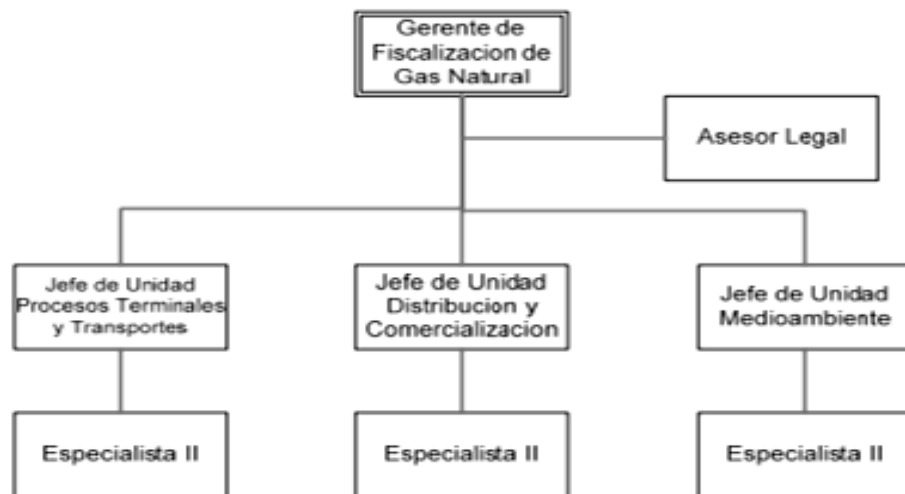 Gerente de
Fiscalizacion de
Gas Natural
Asesor Legal
Jefe de Unidad
Procesos Terminales
y Transportes
Jefe de Unidad
Distribucion y
Comercializacion
Jefe de Unidad
Medioambiente
Especialista II
Especialista II
Especialista II